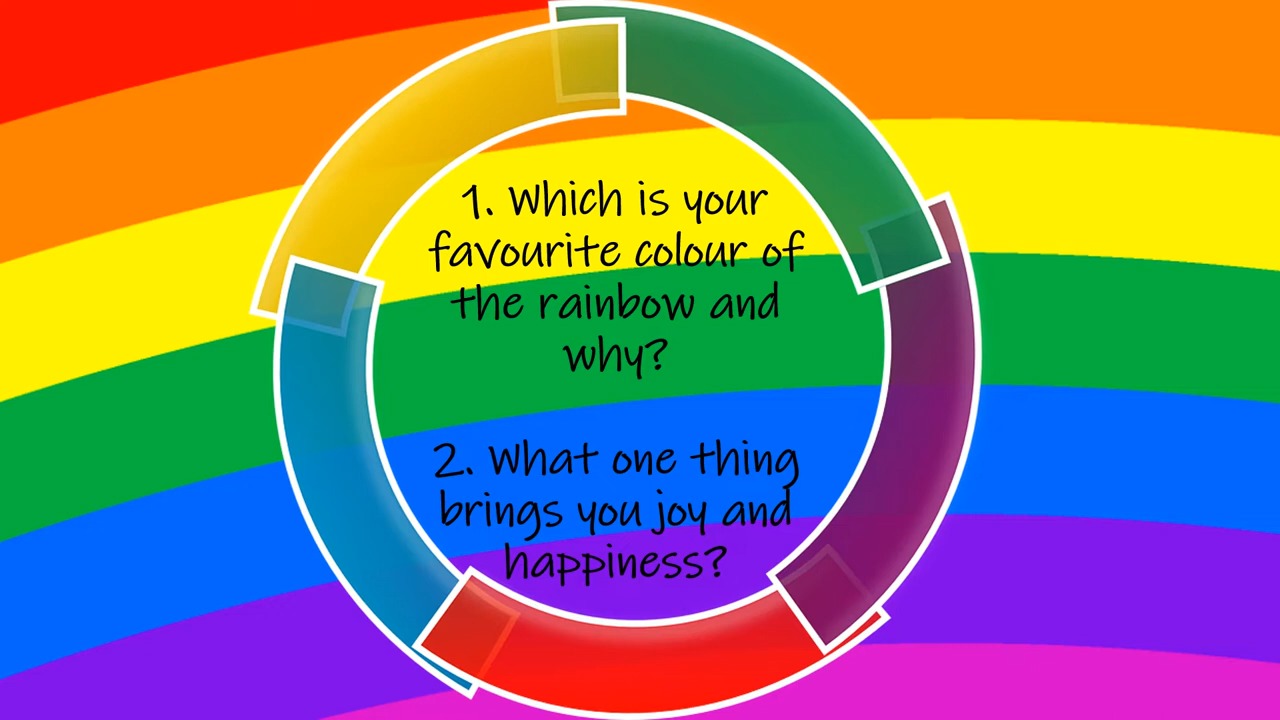 1. Which is your
favourite colour of
the rainbow and
why?
2. What one thing
brings you joy and
happiness?